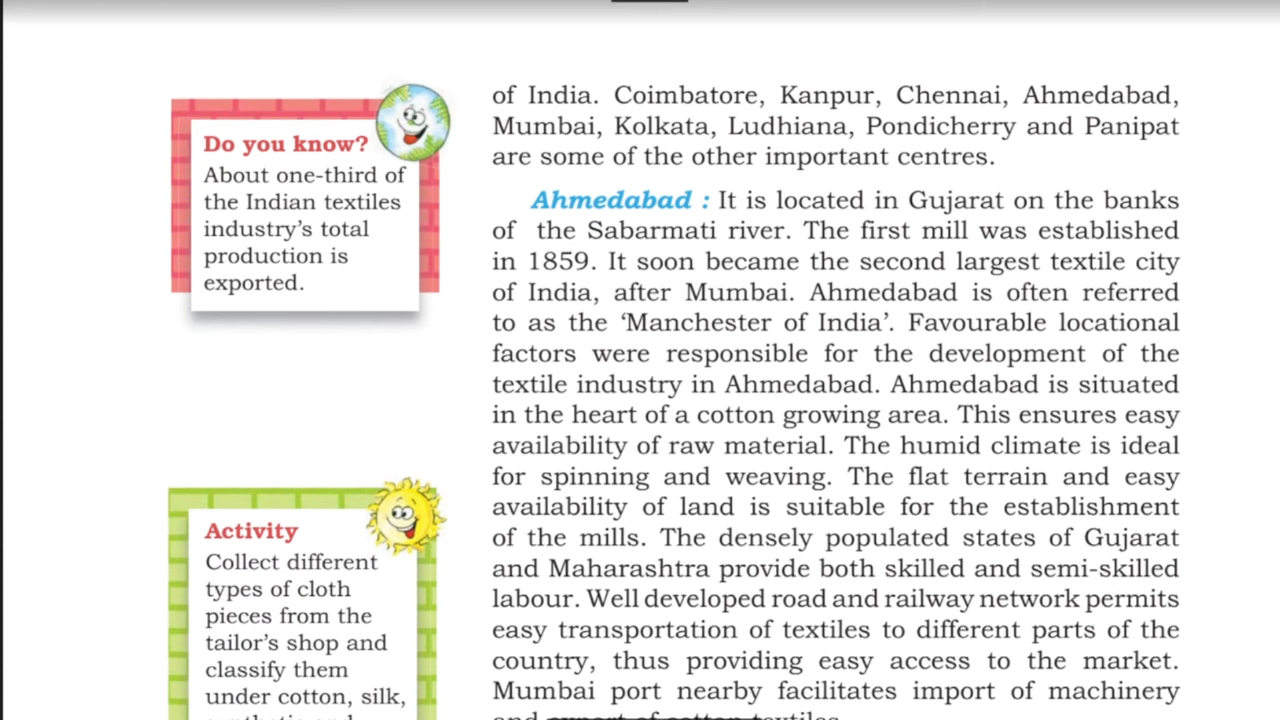 Do you know?
About one-third of
the Indian textiles
industry's total
production is
exported.
Activity
Collect different
types of cloth
pieces from the
tailor's shop and
classify them
under cotton, silk,
of India. Coimbatore, Kanpur, Chennai, Ahmedabad,
Mumbai, Kolkata, Ludhiana, Pondicherry and Panipat
are some of the other important centres.
Ahmedabad : It is located in Gujarat on the banks
of the Sabarmati river. The first mill was established
in 1859. It soon became the second largest textile city
of India, after Mumbai. Ahmedabad is often referred
to as the ‘Manchester of India’. Favourable locational
factors were responsible for the development of the
textile industry in Ahmedabad. Ahmedabad is situated
in the heart of a cotton growing area. This ensures easy
availability of raw material. The humid climate is ideal
for spinning and weaving. The flat terrain and easy
availability of land is suitable for the establishment
of the mills. The densely populated states of Gujarat
and Maharashtra provide both skilled and semi-skilled
labour. Well developed road and railway network permits
easy transportation of textiles to different parts of the
country, thus providing easy access to the market.
Mumbai port nearby facilitates import of machinery
and export of cotton textiles.